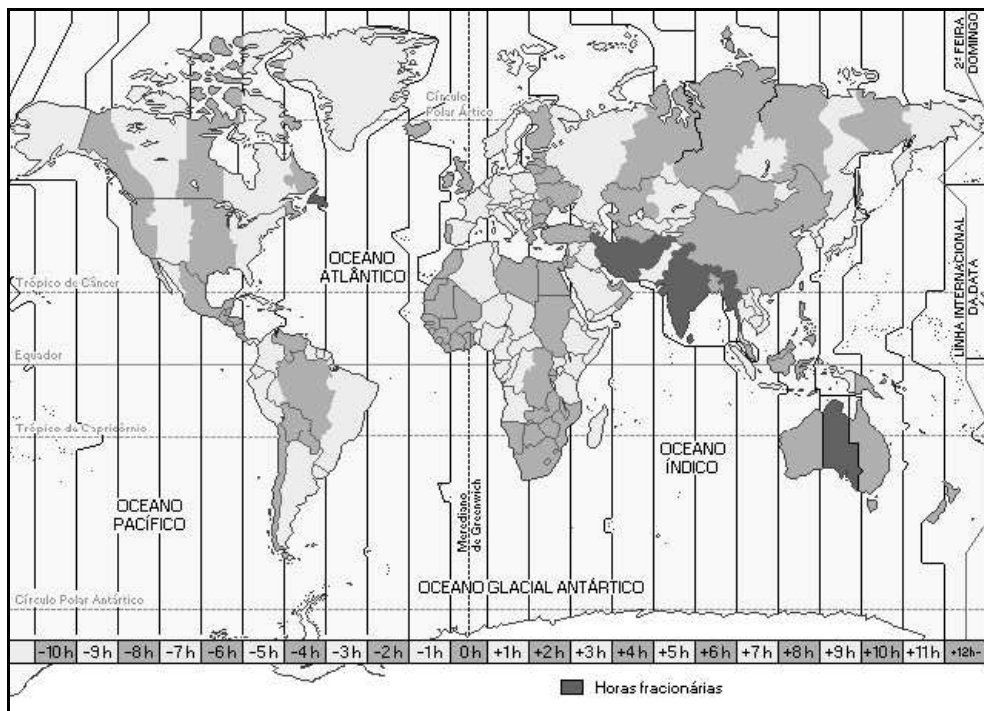 2ª FEIRA
DOMINGO
Círculo
Polar Ártico
OCEANO
ATLÂNTICO
LINHA INTERNACIONAL
DA DATA
Trópico de Câncer
Equador
Trópico de Capricórnio
OCEANO
ÍNDICO
OCEANO
PACÍFICO
Merediano
de Greenwich
OCEANO GLACIAL ANTÁRTICO
Círculo Polar Antártico
-10h -9h -8h -7h -6h -5h -4h -3h -2h -1h 0h +1h +2h +3h +4h +5h +6h +7h +8h +9h +10h +11h +12h-
Horas fracionárias